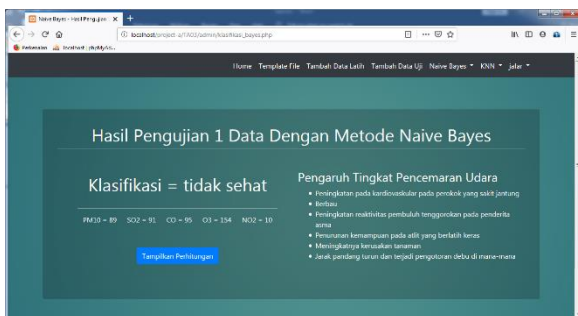 Naive Bayes - Hasil Pengujian
localhost/project-a/TA03/admin/klasifikasi_bayes.php
Perkenalan localhost | phpMyAd...
Home Template File Tambah Data Latih Tambah Data Uji Naive Bayes KNN jalar
Hasil Pengujian 1 Data Dengan Metode Naive Bayes
Klasifikasi = tidak sehat
PM10 = 89 SO2 = 91 CO = 95 O3 = 154 NO2 = 10
Tampilkan Perhitungan
Pengaruh Tingkat Pencemaran Udara
Peningkatan pada kardiovaskular pada perokok yang sakit jantung
Berbau
Peningkatan reaktivitas pembuluh tenggorokan pada penderita
asma
Penurunan kemampuan pada atlit yang berlatih keras
Meningkatnya kerusakan tanaman
Jarak pandang turun dan terjadi pengotoran debu di mana-mana